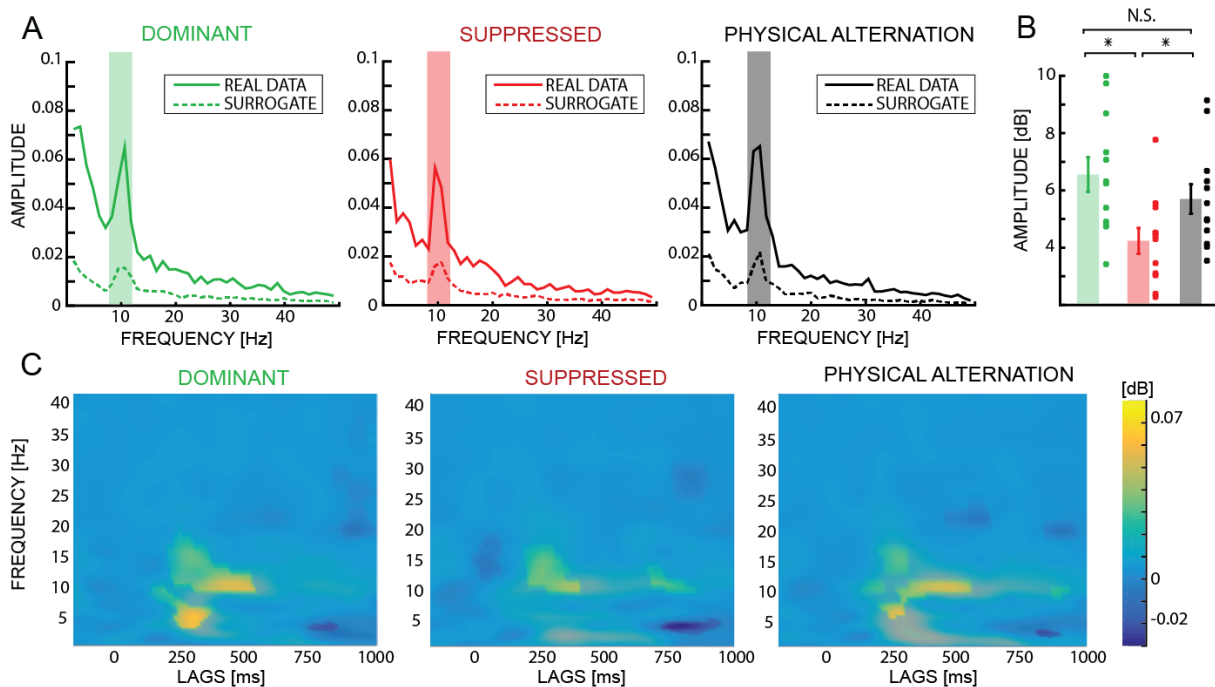 A
DOMINANT
SUPPRESSED
PHYSICAL ALTERNATION
B
N.S.
* *
REAL DATA
SURROGATE
REAL DATA
SURROGATE
REAL DATA
SURROGATE
AMPLITUDE
0.1
0.08
0.06
0.04
0.02
0
10 20 30 40
FREQUENCY [Hz]
0.1
0.08
0.06
0.04
0.02
0
10 20 30 40
FREQUENCY [Hz]
0.1
0.08
0.06
0.04
0.02
0
10 20 30 40
FREQUENCY [Hz]
AMPLITUDE [dB]
10
8
6
4
C
DOMINANT
SUPPRESSED
PHYSICAL ALTERNATION
[dB]
FREQUENCY [Hz]
40
35
30
25
20
15
10
5
0 250 500 750 1000
LAGS [ms]
40
35
30
25
20
15
10
5
0 250 500 750 1000
LAGS [ms]
40
35
30
25
20
15
10
5
0 250 500 750 1000
LAGS [ms]
0.07
0
-0.02